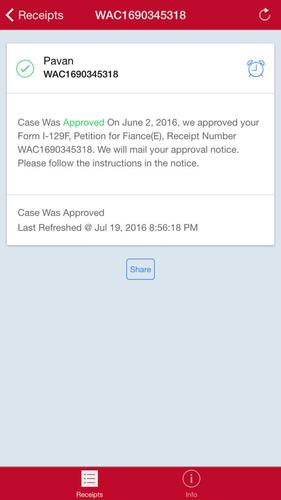 Receipts
WAC1690345318
Pavan
WAC1690345318
Case Was Approved On June 2, 2016, we approved your
Form I-129F, Petition for Fiance(E), Receipt Number
WAC1690345318. We will mail your approval notice.
Please follow the instructions in the notice.
Case Was Approved
Last Refreshed @ Jul 19, 2016 8:56:18 PM
Share
Receipts
Info